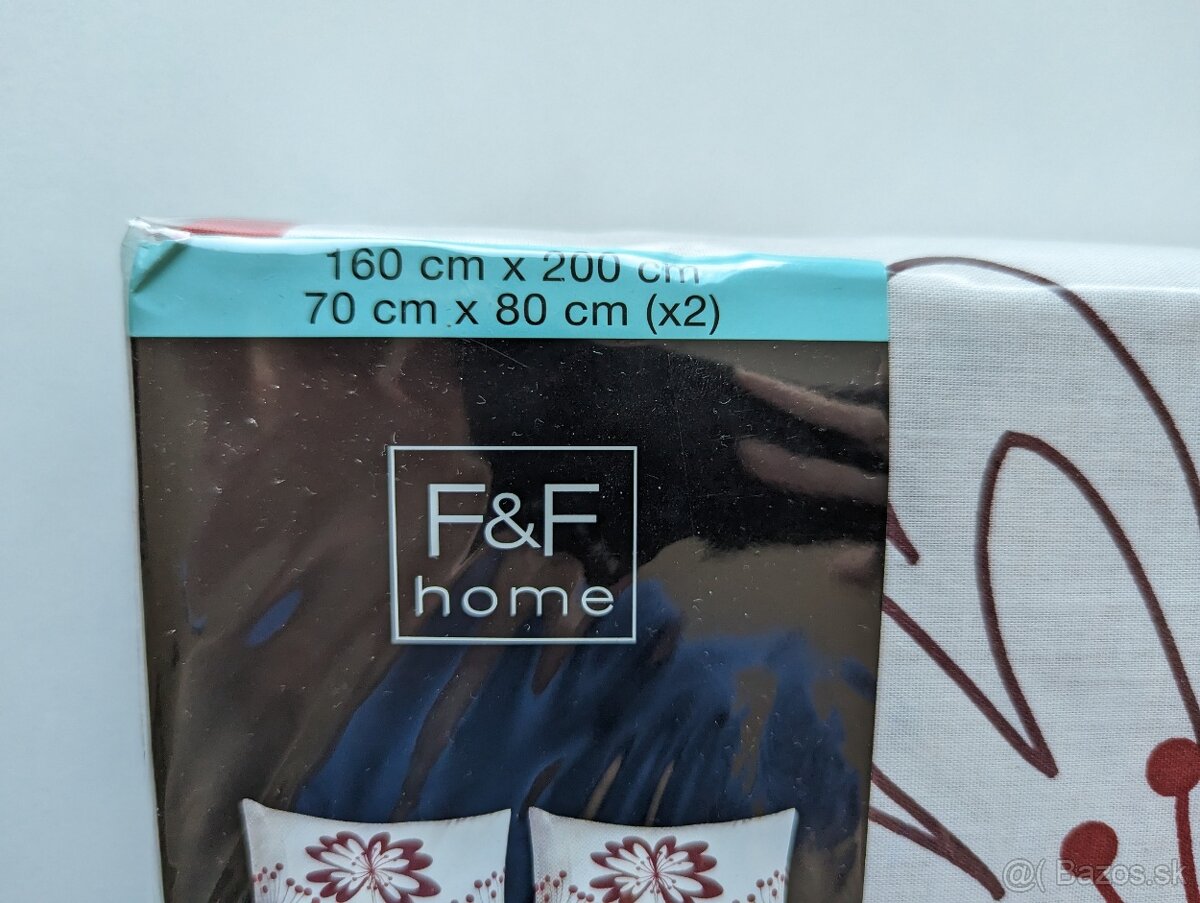 160 cm x 200 cm
70 cm x 80 cm (x2)
F&F
home
@( Bazos.sk